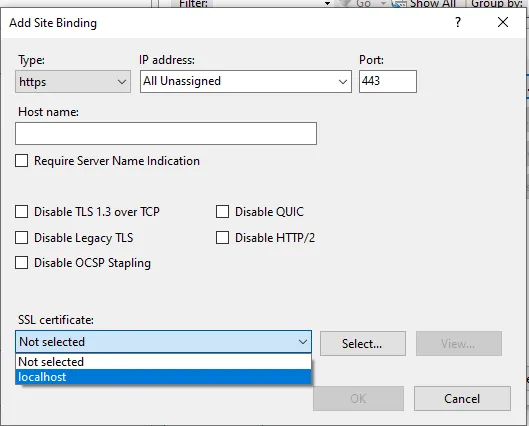 Filter:
Go
Show All
Group by:
Add Site Binding
?
Type:
IP address:
Port:
https
All Unassigned
443
Host name:
Require Server Name Indication
Disable TLS 1.3 over TCP
Disable QUIC
Disable Legacy TLS
Disable HTTP/2
Disable OCSP Stapling
SSL certificate:
Not selected
Select...
View...
Not selected
localhost
OK
Cancel